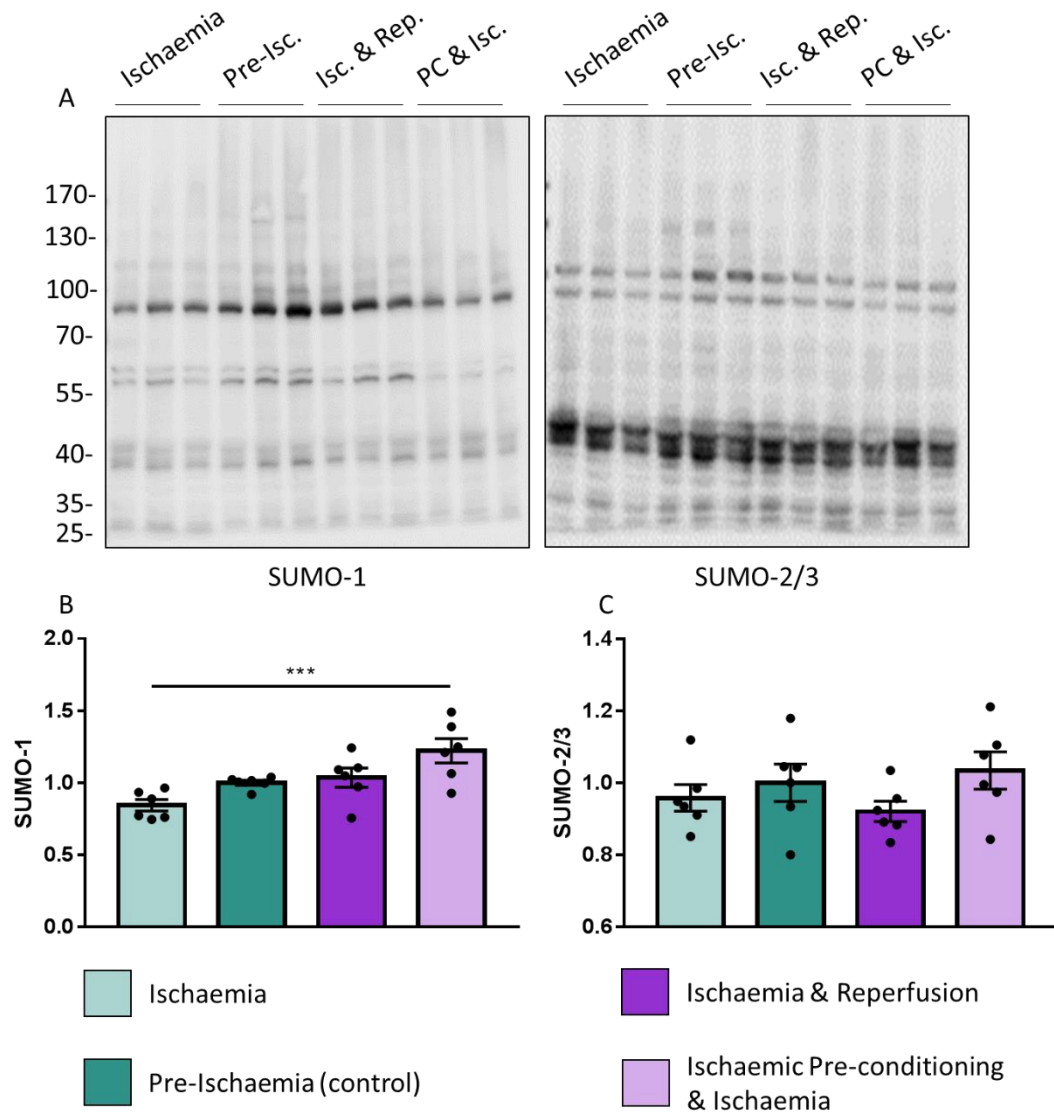 Ischaemia Pre-Isc. Isc. & Rep. PC & Isc. Ischaemia Pre-Isc. Isc. & Rep. PC & Isc.
A
170-
130-
100-
70-
55-
40-
35-
25-
SUMO-1 SUMO-2/3
B C
2.0
1.5
1.0
0.5
0.0
SUMO-1
***
1.4
1.2
1.0
0.8
0.6
SUMO-2/3
Ischaemia
Pre-Ischaemia (control)
Ischaemia & Reperfusion
Ischaemic Pre-conditioning
& Ischaemia